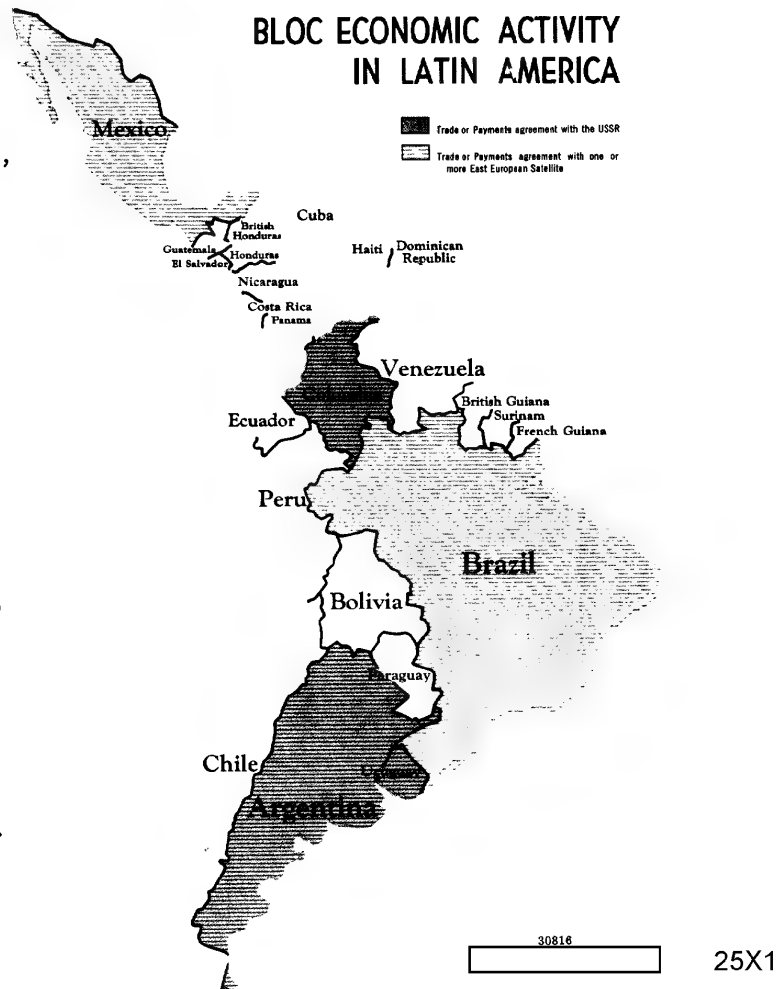 BLOC ECONOMIC ACTIVITY
IN LATIN AMERICA
Trade or Payments agreement with the USSR
Trade or Payments agreement with one or
more East European Satellite
Mexico
Cuba
British
Honduras
Guatemala
Honduras
El Salvador
Haiti
Dominican
Republic
Nicaragua
Costa Rica
Panama
Venezuela
Colombia
British Guiana
Surinam
French Guiana
Ecuador
Peru
Brazil
Bolivia
Paraguay
Chile
Uruguay
Argentina
30816
25X1